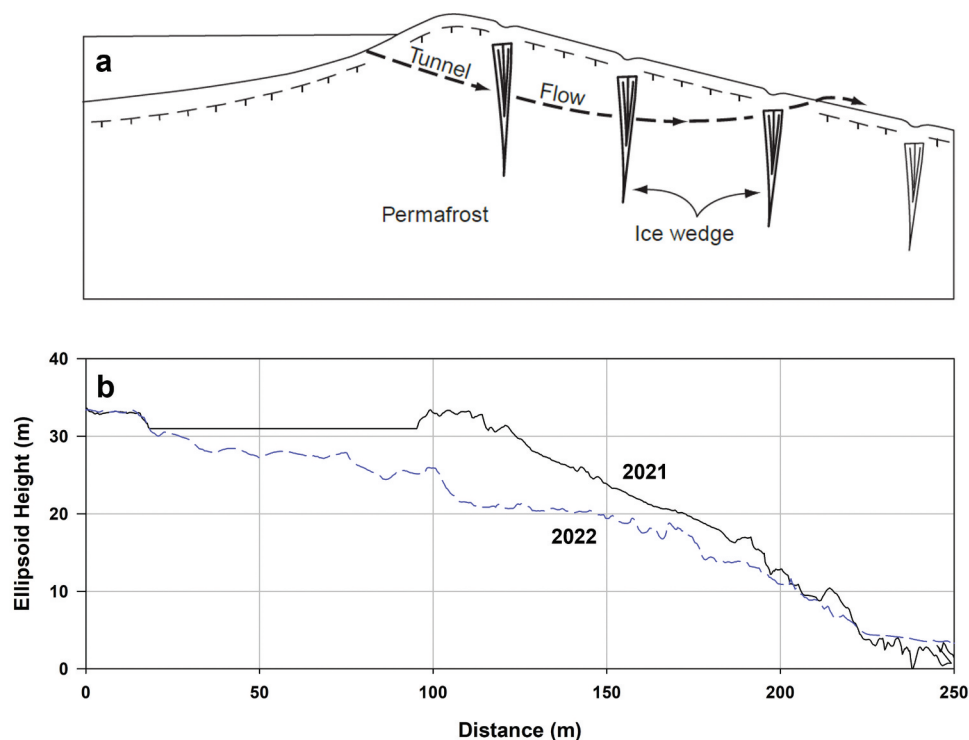 a
Tunnel
Flow
Permafrost
Ice wedge
b
40
30
20
10
0
Ellipsoid Height (m)
2021
2022
0
50
100
150
200
250
Distance (m)